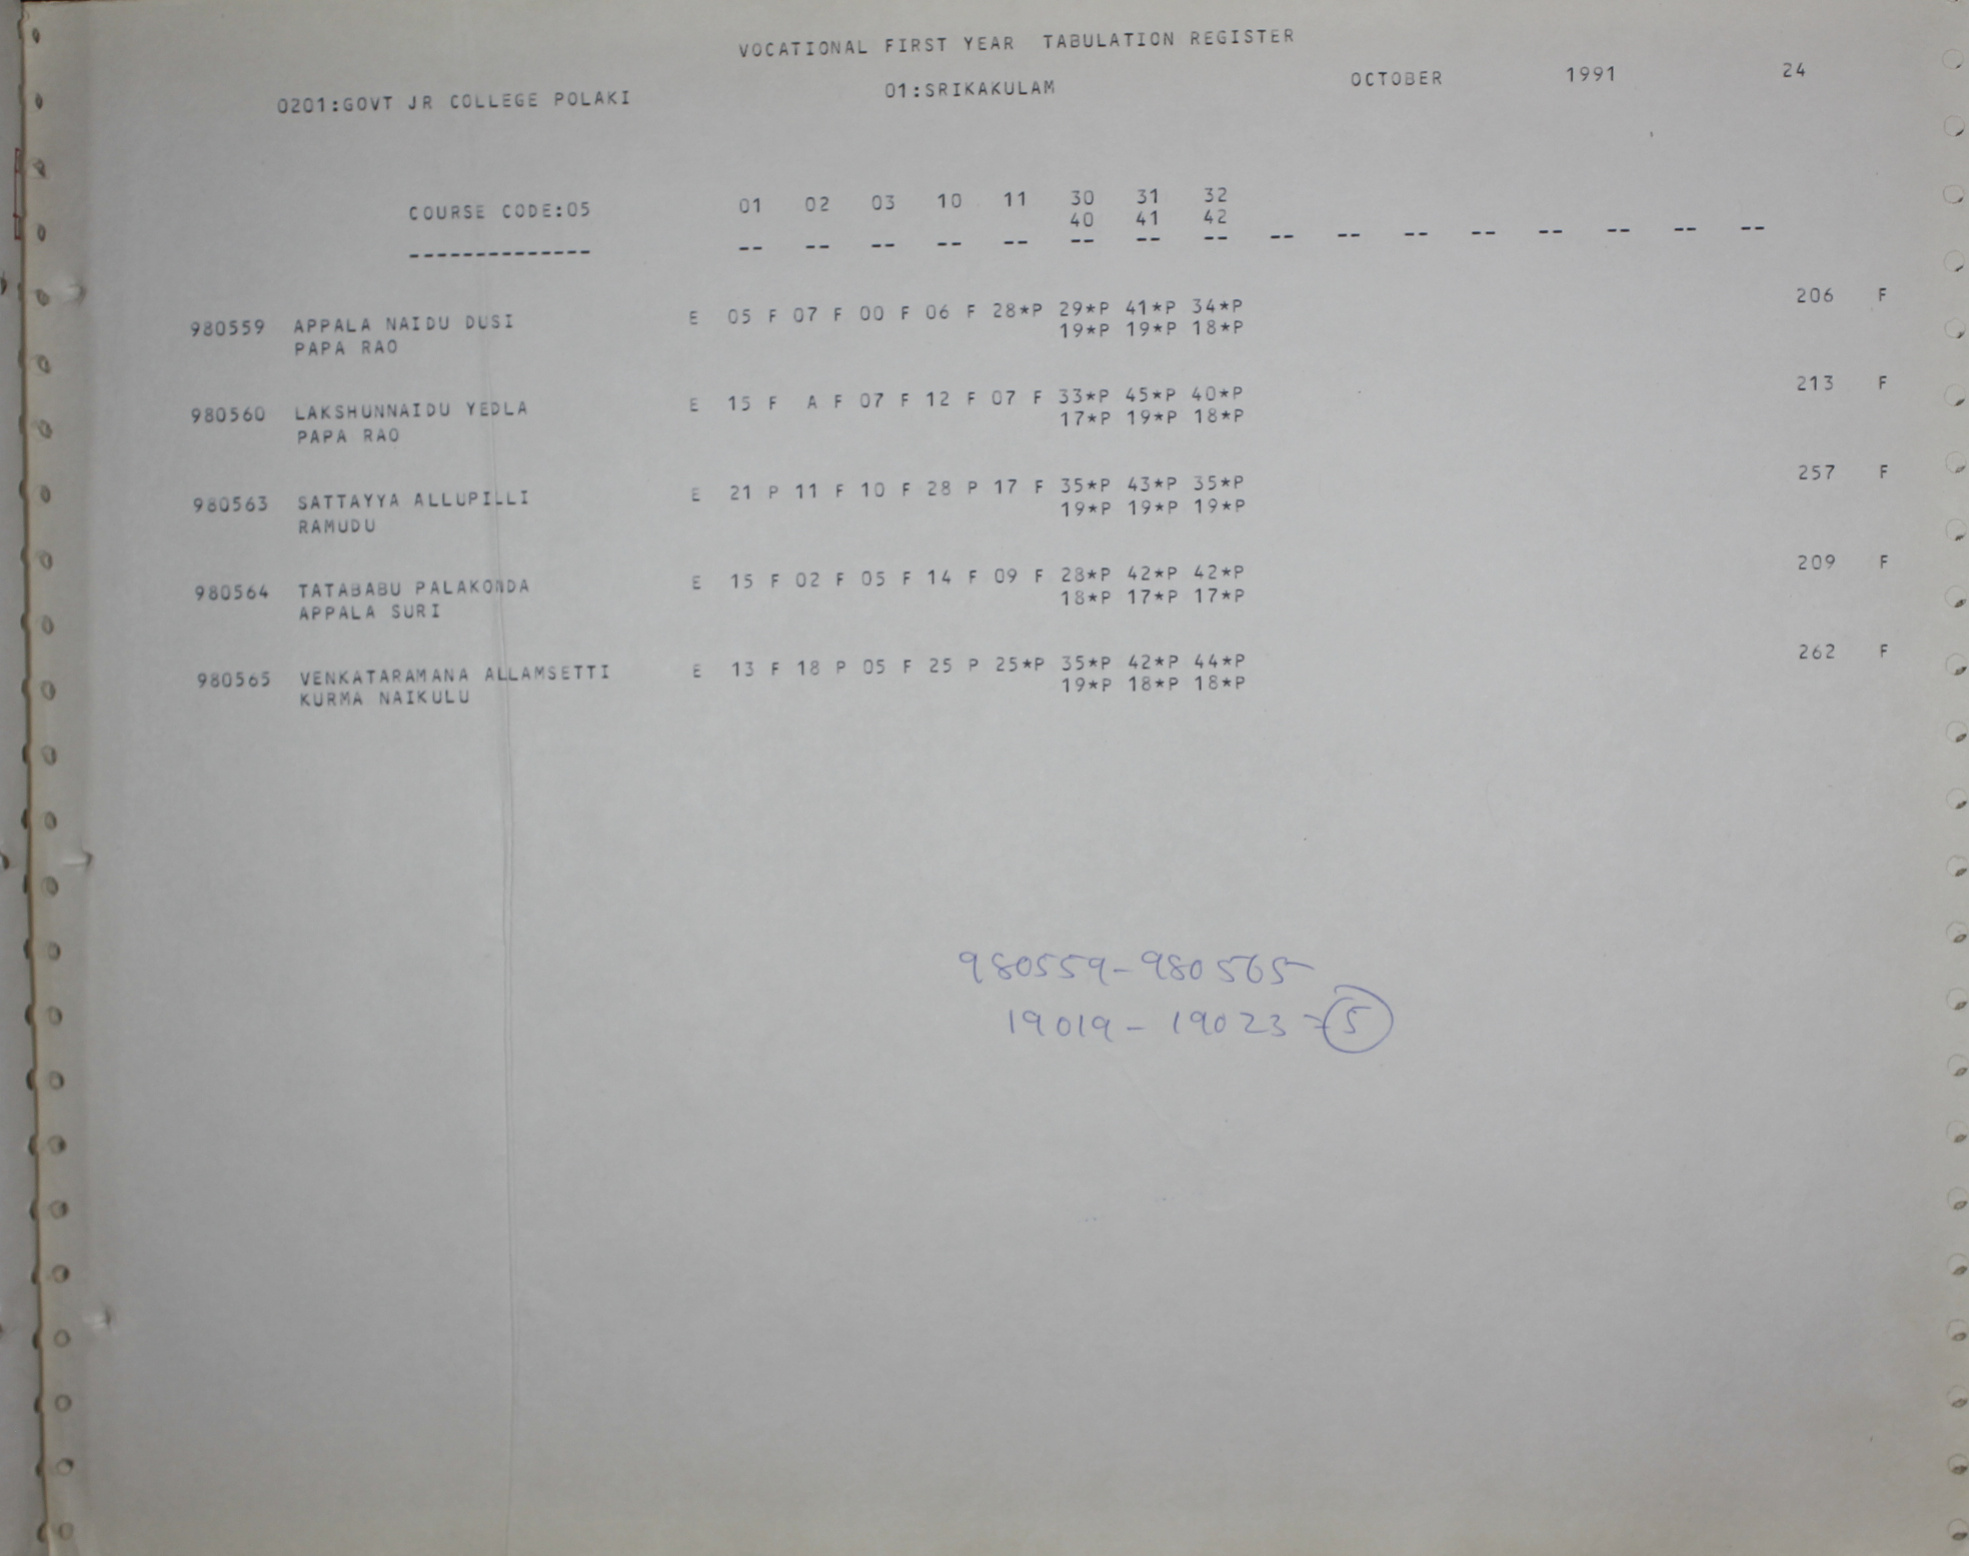 VOCATIONAL FIRST YEAR TABULATION REGISTER
0201:GOVT JR COLLEGE POLAKI 01:SRIKAKULAM OCTOBER 1991 24
COURSE CODE:05 01 02 03 10 11 30 31 32
40 41 42
-------------- -- -- -- -- -- -- -- -- -- -- -- -- -- -- -- --
980559 APPALA NAIDU DUSI E 05 F 07 F 00 F 06 F 28*P 29*P 41*P 34*P 206 F
PAPA RAO 19*P 19*P 18*P
980560 LAKSHUNNAIDU YEDLA E 15 F A F 07 F 12 F 07 F 33*P 45*P 40*P 213 F
PAPA RAO 17*P 19*P 18*P
980563 SATTAYYA ALLUPILLI E 21 P 11 F 10 F 28 P 17 F 35*P 43*P 35*P 257 F
RAMUDU 19*P 19*P 19*P
980564 TATABABU PALAKONDA E 15 F 02 F 05 F 14 F 09 F 28*P 42*P 42*P 209 F
APPALA SURI 18*P 17*P 17*P
980565 VENKATARAMANA ALLAMSETTI E 13 F 18 P 05 F 25 P 25*P 35*P 42*P 44*P 262 F
KURMA NAIKULU 19*P 18*P 18*P
980559-980565
19019-19023=5